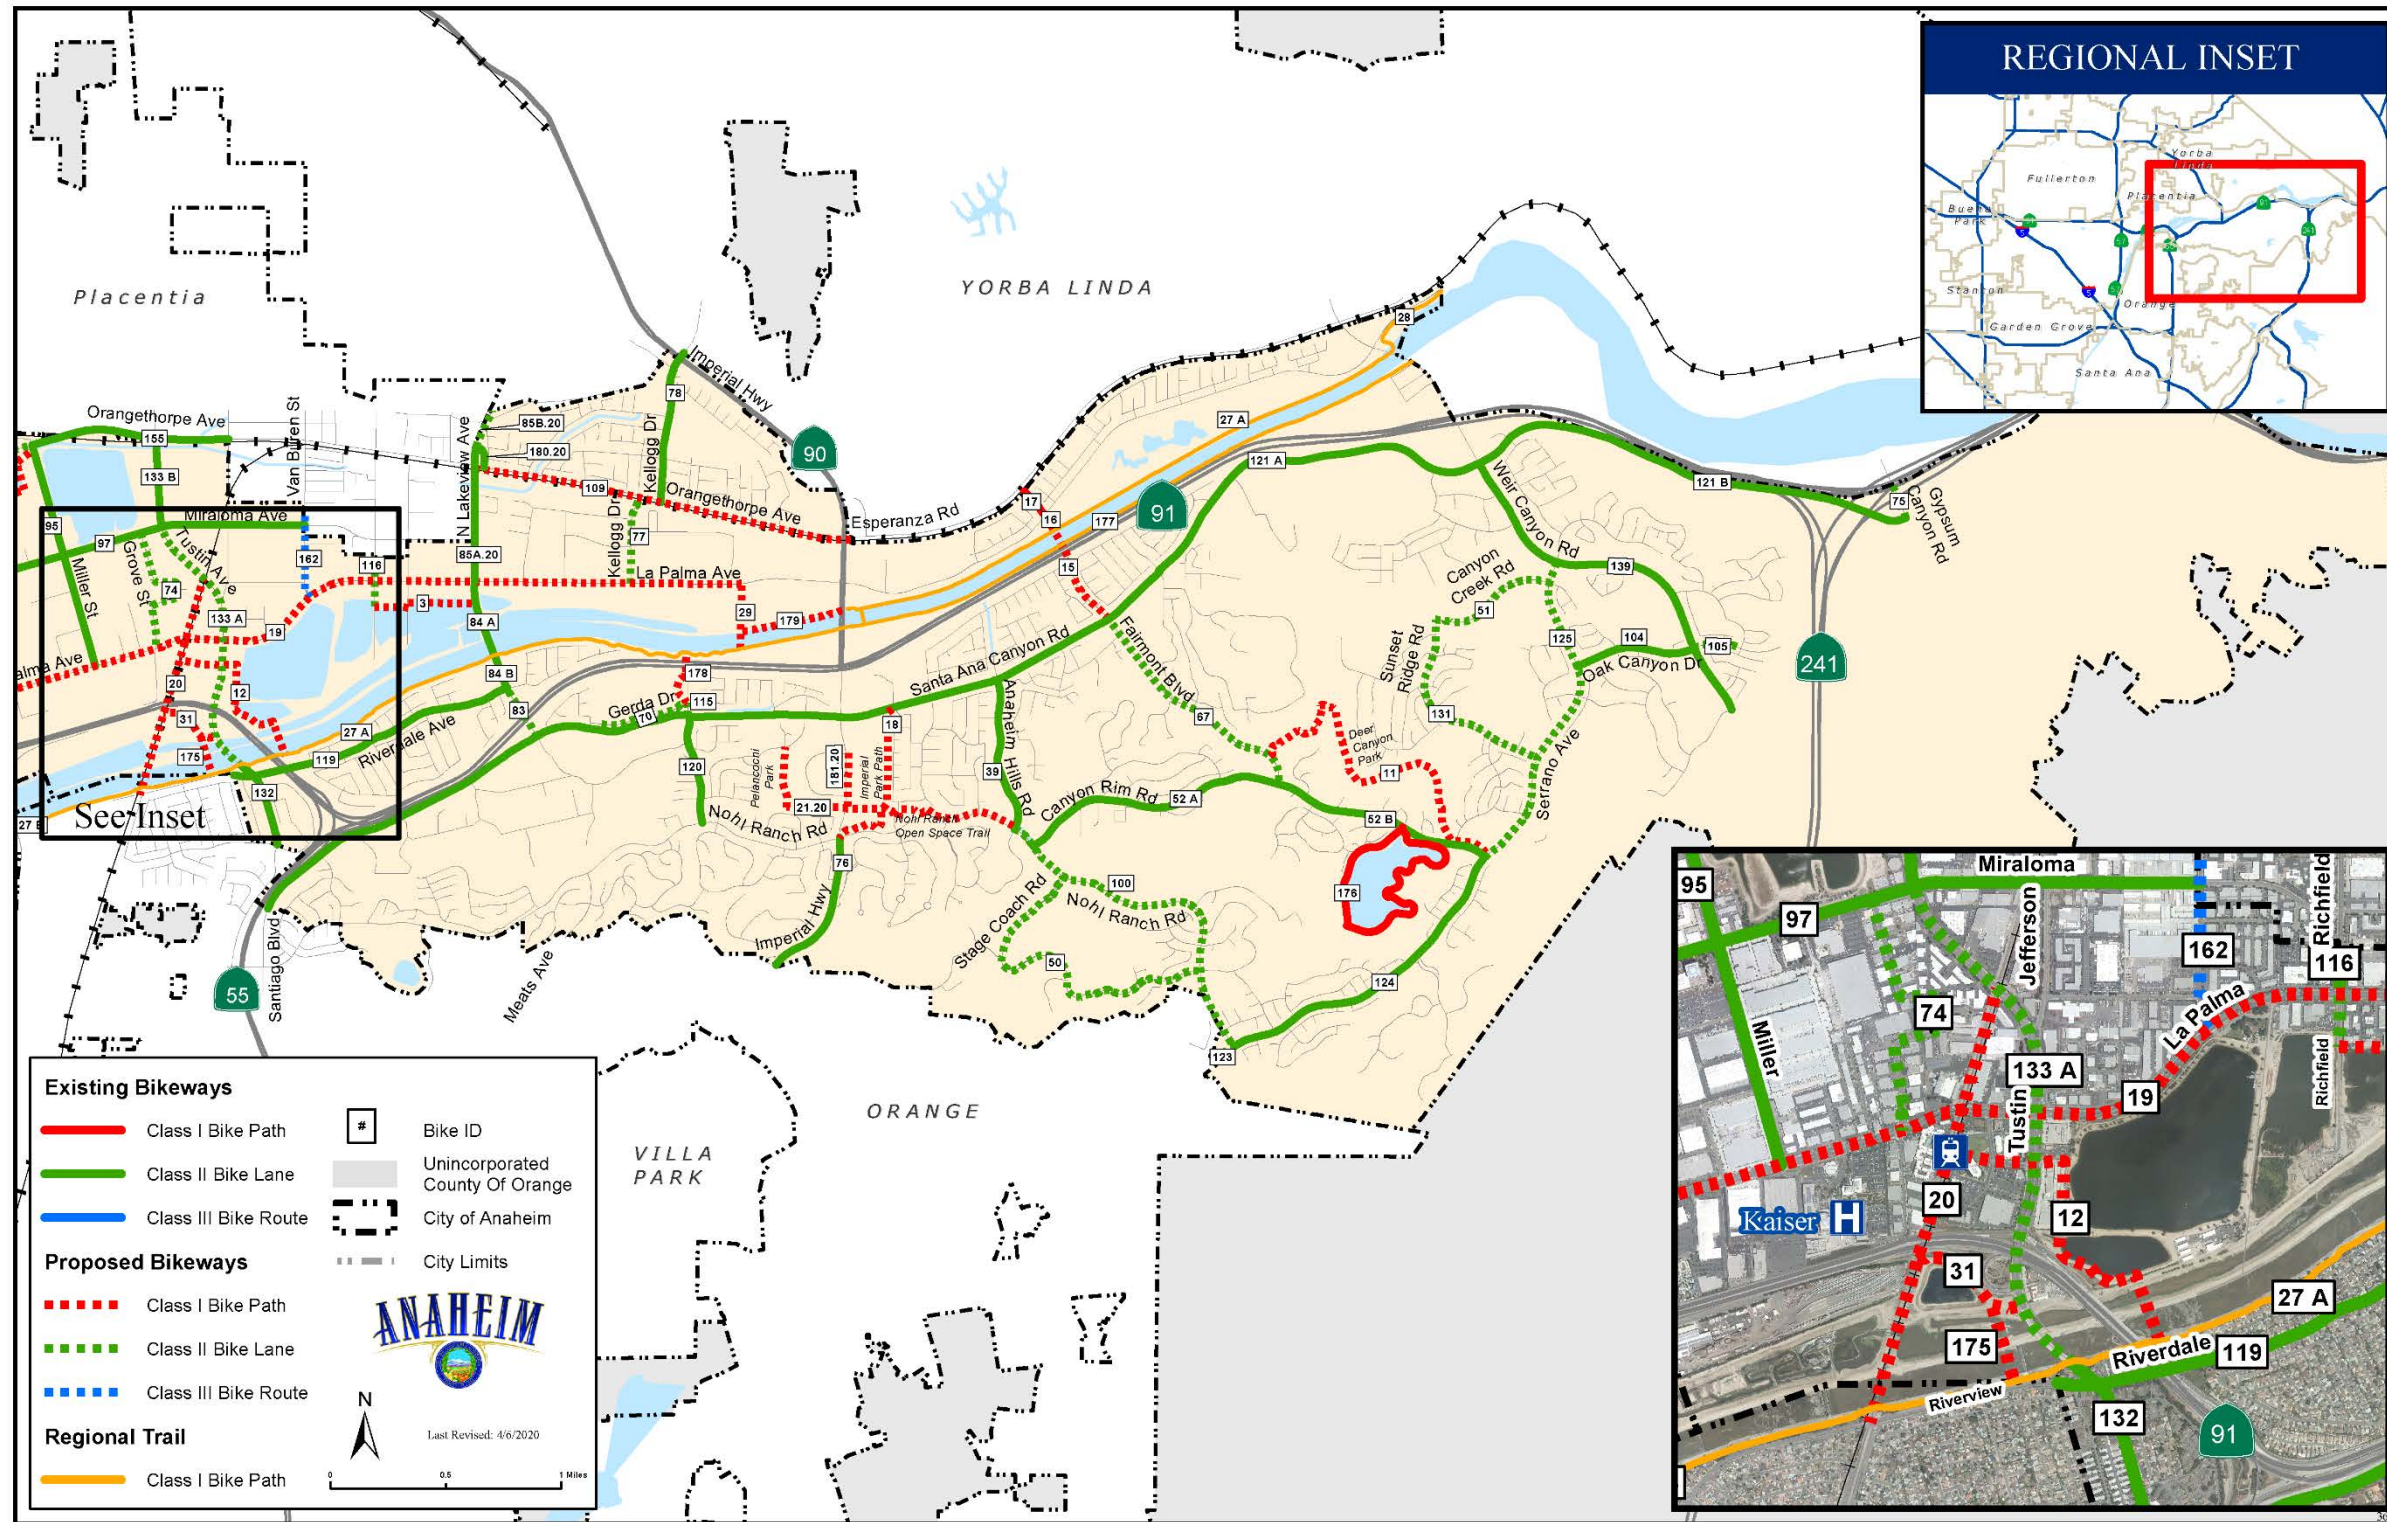 REGIONAL INSET
Yorba
Linda
Fullerton
Placentia
Buena
Park
91
241
57
5
5
Stanton
Orange
Garden Grove
Santa Ana
Placentia
YORBA LINDA
28
Imperial Hwy
78
Orangethorpe Ave
155
Van Buren St
N Lakeview Ave
85B.20
180.20
Kellogg Dr
90
27 A
121 A
133 B
109
Orangethorpe Ave
Weir Canyon Rd
121 B
75
Gypsum
Canyon Rd
Miraloma Ave
95
97
Grove St
Tustin Ave
162
116
85A.20
Kellogg Dr
77
Esperanza Rd
17
16
177
91
15
La Palma Ave
Canyon
Creek Rd
139
Miller St
74
133 A
3
29
179
51
19
84 A
Santa Ana Canyon Rd
Fairmont Blvd
Sunset
Ridge Rd
125
104
105
Oak Canyon Dr
241
alma Ave
20
12
84 B
178
31
83
Gerda Dr
70
115
67
131
27 A
Riverdale Ave
175
119
18
Anaheim Hills Rd
Deer
Canyon
Park
11
Serrano Ave
132
120
Pelanconi
Park
181.20
Imperial
Park Path
39
Canyon Rim Rd
52 A
See Inset
21.20
Nohl Ranch Rd
Nohl Ranch
Open Space Trail
52 B
76
100
176
Imperial Hwy
Stage Coach Rd
Nohl Ranch Rd
50
124
55
Santiago Blvd
Meats Ave
123
ORANGE
VILLA
PARK
Existing Bikeways
Class I Bike Path
Class II Bike Lane
Class III Bike Route
Proposed Bikeways
Class I Bike Path
Class II Bike Lane
Class III Bike Route
Regional Trail
Class I Bike Path
#
Bike ID
Unincorporated
County Of Orange
City of Anaheim
City Limits
ANAHEIM
N
Last Revised: 4/6/2020
0
0.5
1 Miles
Miraloma
95
97
Jefferson
162
Richfield
116
74
Miller
La Palma
133 A
19
Richfield
Tustin
20
12
Kaiser H
31
27 A
175
Riverdale
119
Riverview
132
91